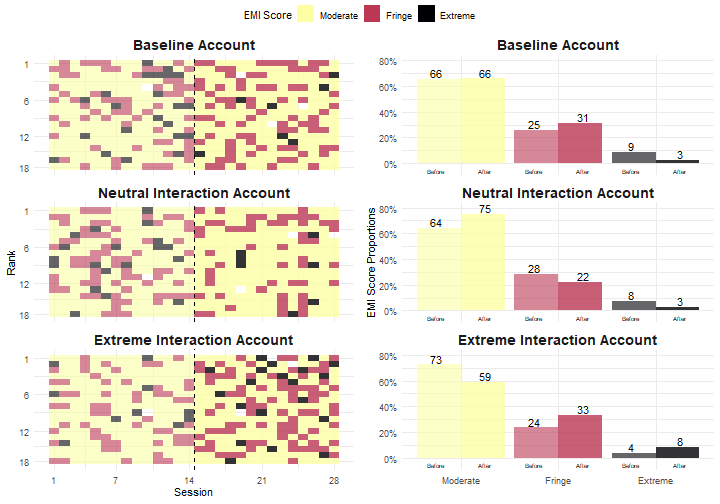 EMI Score Moderate Fringe Extreme
Baseline Account
1
6
12
18
Neutral Interaction Account
1
6
12
18
Rank
Extreme Interaction Account
1
6
12
18
1 7 14 21 28
Session
Baseline Account
80%
60%
40%
20%
0%
66 66 25 31 9 3
Before After Before After Before After
Neutral Interaction Account
80%
60%
40%
20%
0%
64 75 28 22 8 3
Before After Before After Before After
EMI Score Proportions
Extreme Interaction Account
80%
60%
40%
20%
0%
73 59 24 33 4 8
Before After Before After Before After
Moderate Fringe Extreme